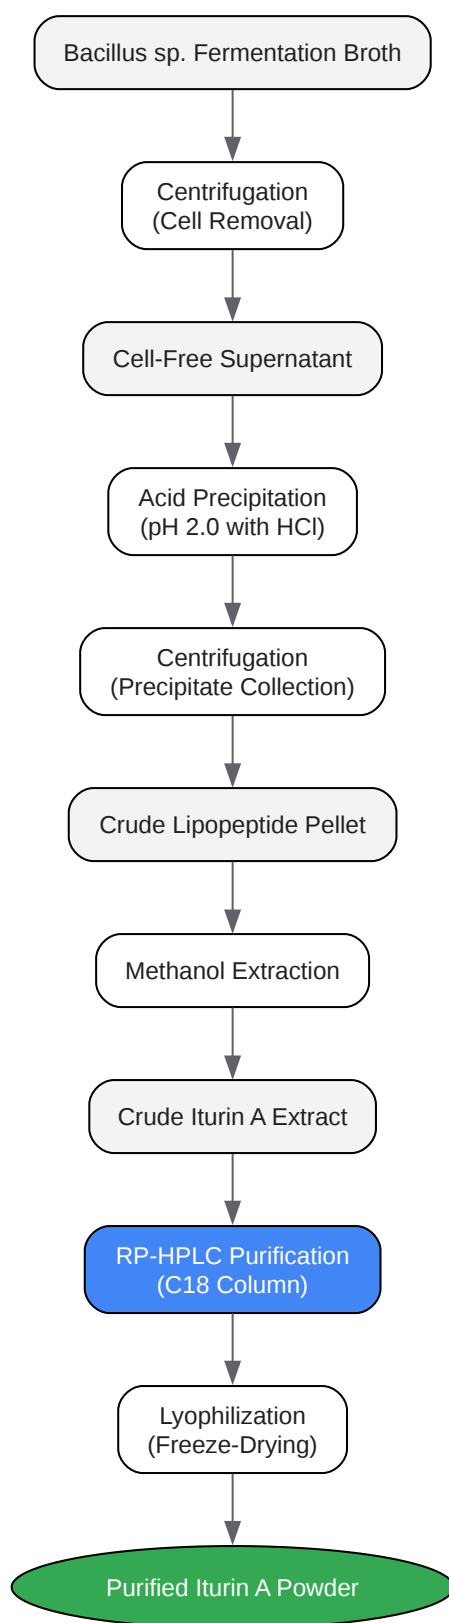 Bacillus sp. Fermentation Broth
Centrifugation
(Cell Removal)
Cell-Free Supernatant
Acid Precipitation
(pH 2.0 with HCl)
Centrifugation
(Precipitate Collection)
Crude Lipopeptide Pellet
Methanol Extraction
Crude Iturin A Extract
RP-HPLC Purification
(C18 Column)
Lyophilization
(Freeze-Drying)
Purified Iturin A Powder